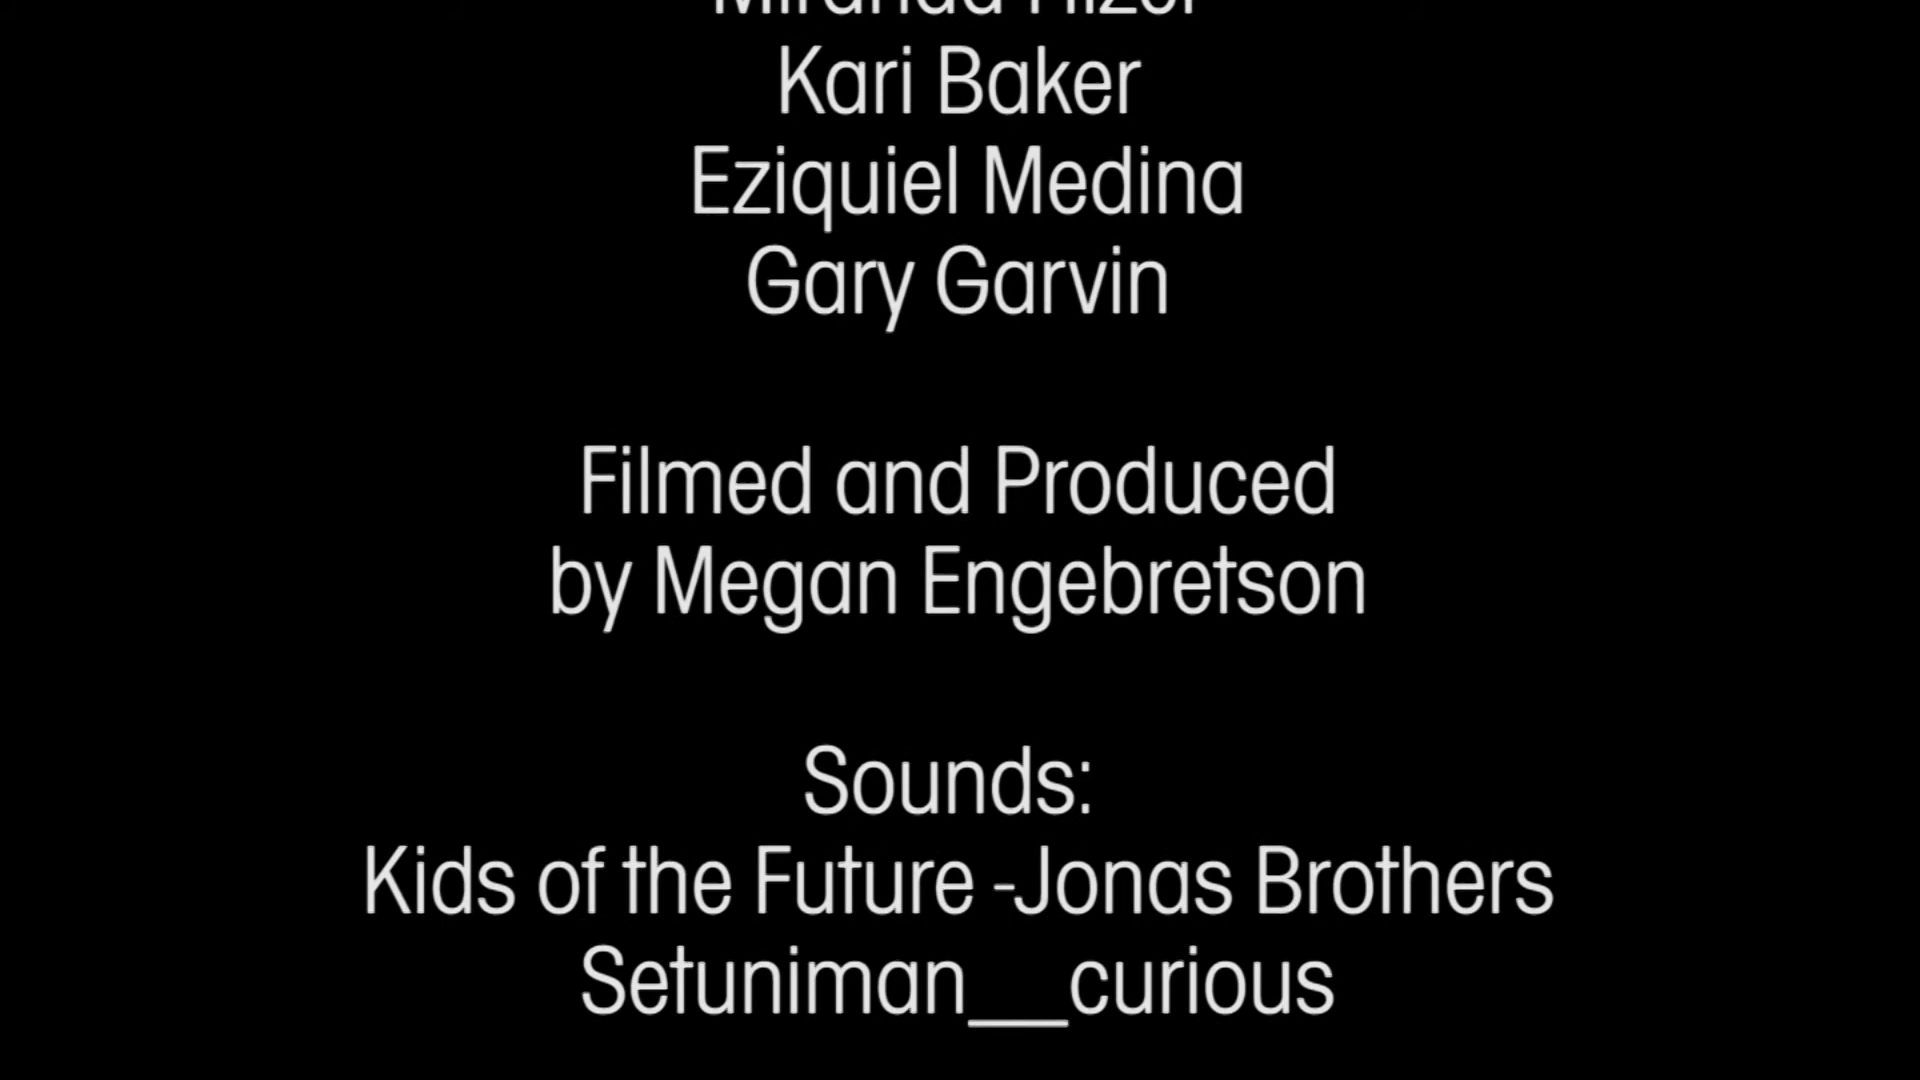 Miranda
Kari Baker
Eziquiel Medina
Gary Garvin
Filmed and Produced
by Megan Engebretson
Sounds:
Kids of the Future -Jonas Brothers
Setuniman__curious